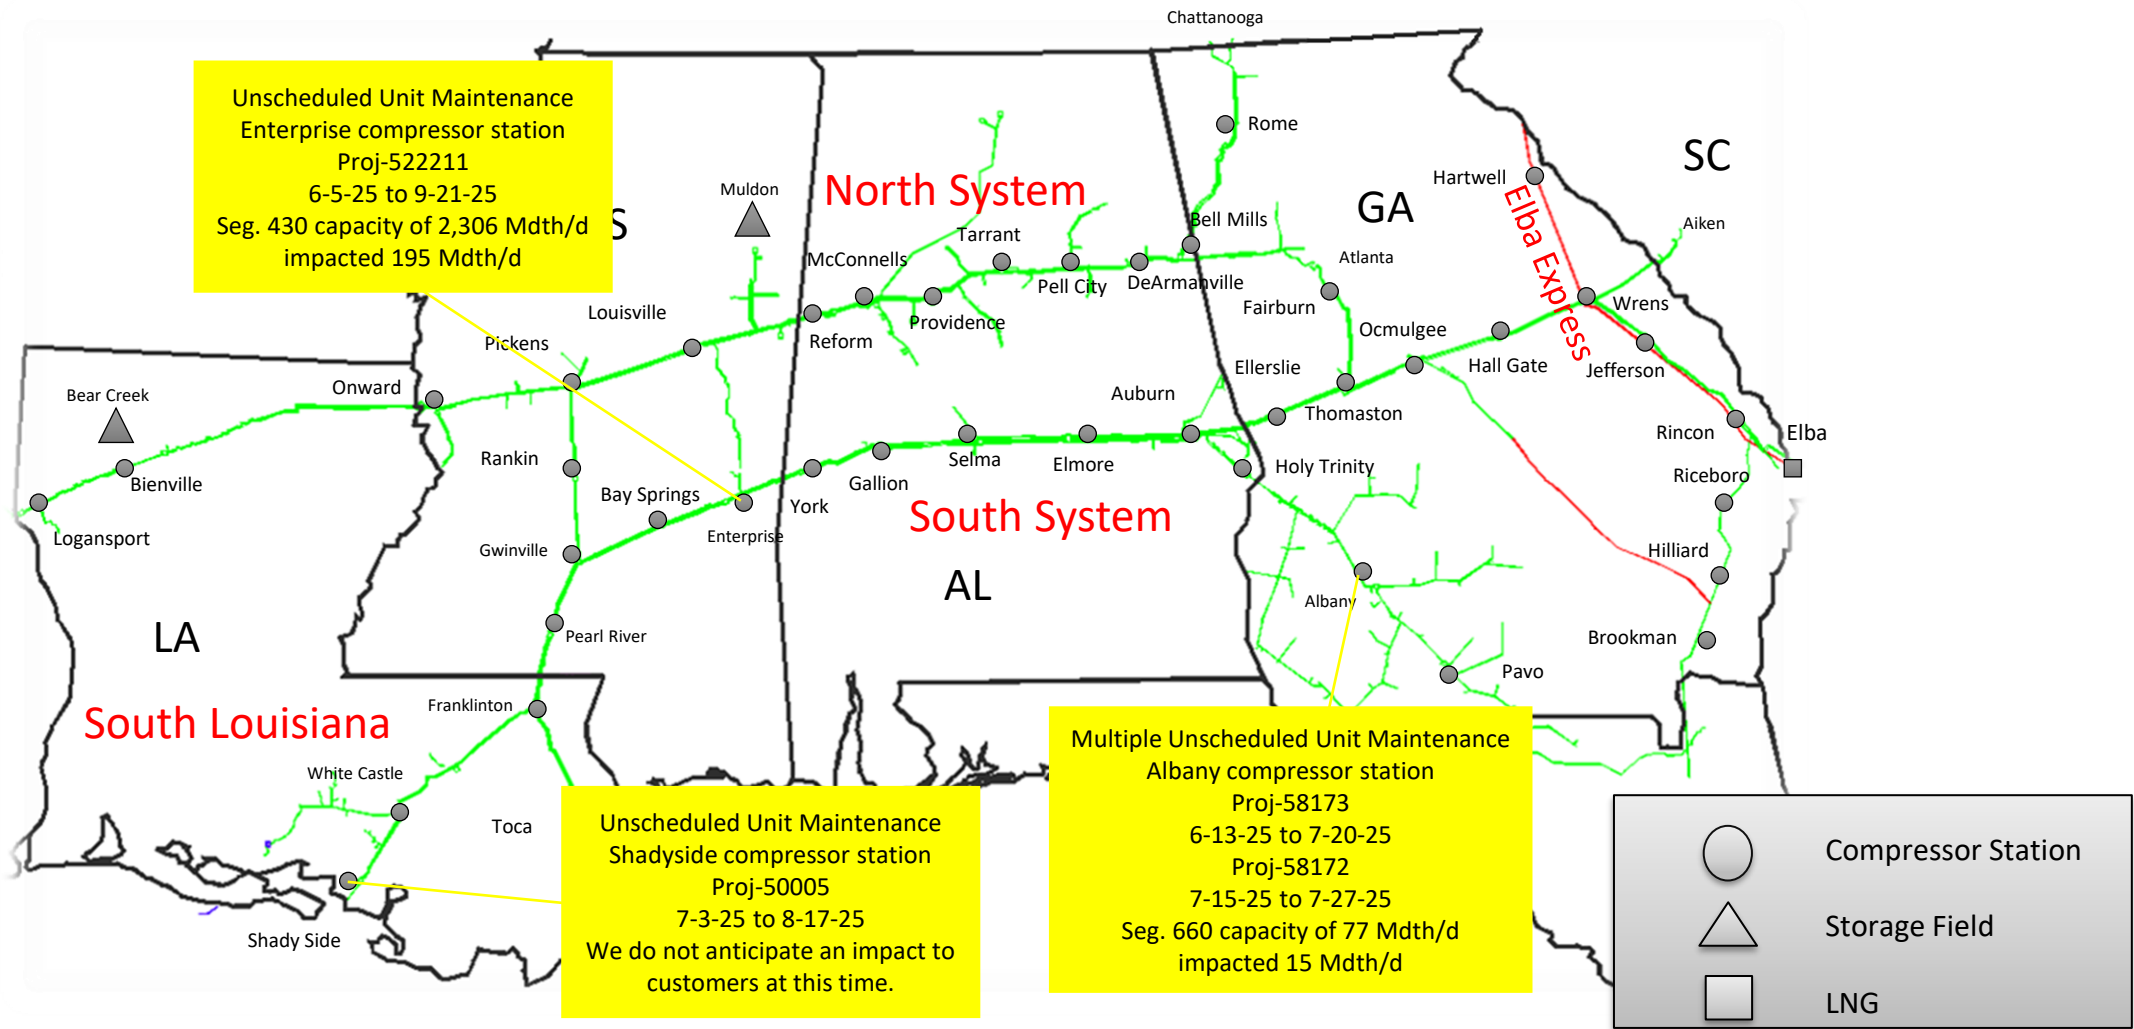 Chattanooga
Unscheduled Unit Maintenance
Enterprise compressor station
Proj-522211
6-5-25 to 9-21-25
Seg. 430 capacity of 2,306 Mdth/d
impacted 195 Mdth/d
S
Muldon
North System
Rome
GA
SC
Hartwell
Elba Express
Aiken
Bell Mills
Tarrant
McConnells
Pell City
DeArmanville
Atlanta
Fairburn
Wrens
Louisville
Reform
Providence
Ocmulgee
Hall Gate
Jefferson
Pickens
Ellerslie
Auburn
Thomaston
Bear Creek
Onward
Rincon
Elba
Bienville
Rankin
Selma
Elmore
Holy Trinity
Riceboro
Bay Springs
York
Gallion
South System
Enterprise
Logansport
Gwinville
Hilliard
AL
Albany
LA
Pearl River
Brookman
Pavo
South Louisiana
Franklinton
White Castle
Toca
Shady Side
Unscheduled Unit Maintenance
Shadyside compressor station
Proj-50005
7-3-25 to 8-17-25
We do not anticipate an impact to
customers at this time.
Multiple Unscheduled Unit Maintenance
Albany compressor station
Proj-58173
6-13-25 to 7-20-25
Proj-58172
7-15-25 to 7-27-25
Seg. 660 capacity of 77 Mdth/d
impacted 15 Mdth/d
Compressor Station
Storage Field
LNG